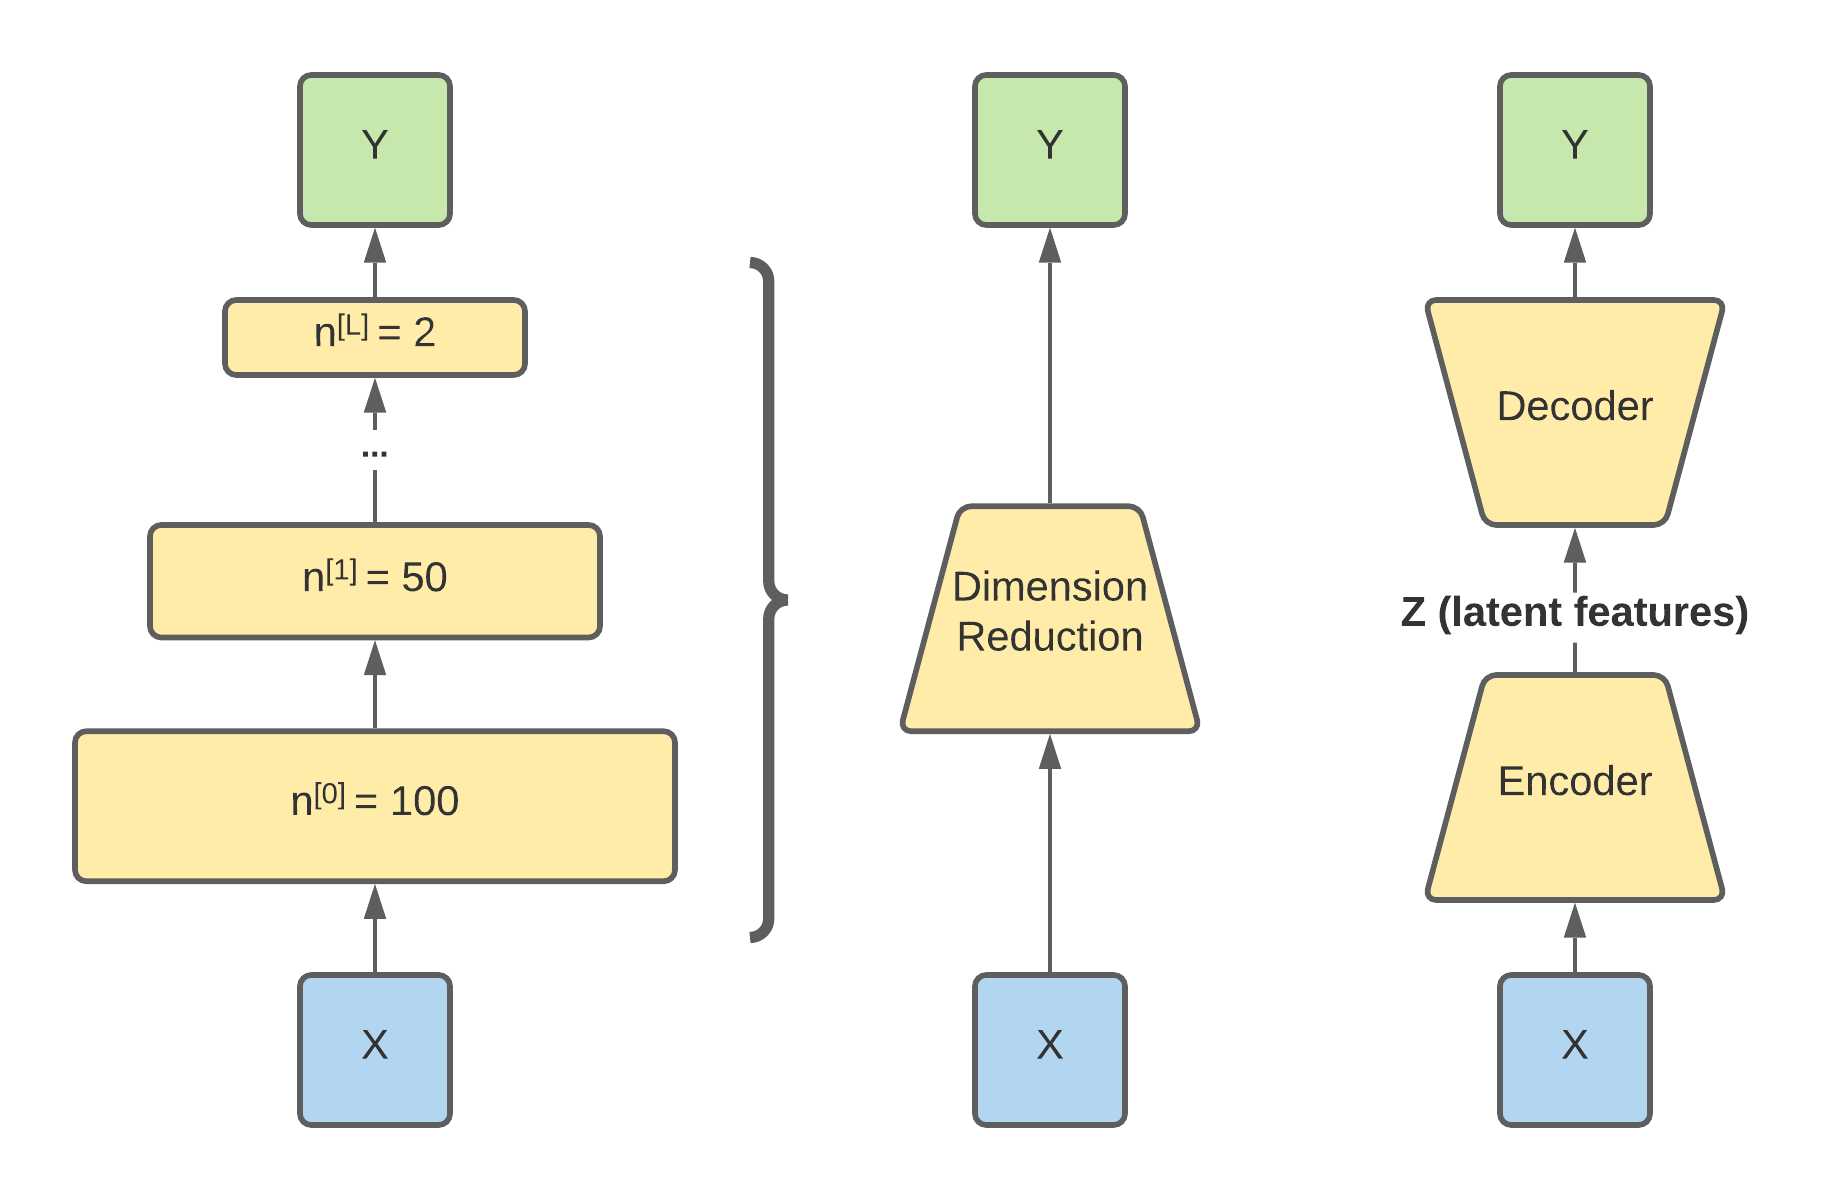 Y
n[L] = 2
...
n[1] = 50
n[0] = 100
X
Y
Dimension
Reduction
X
Y
Decoder
Z (latent features)
Encoder
X